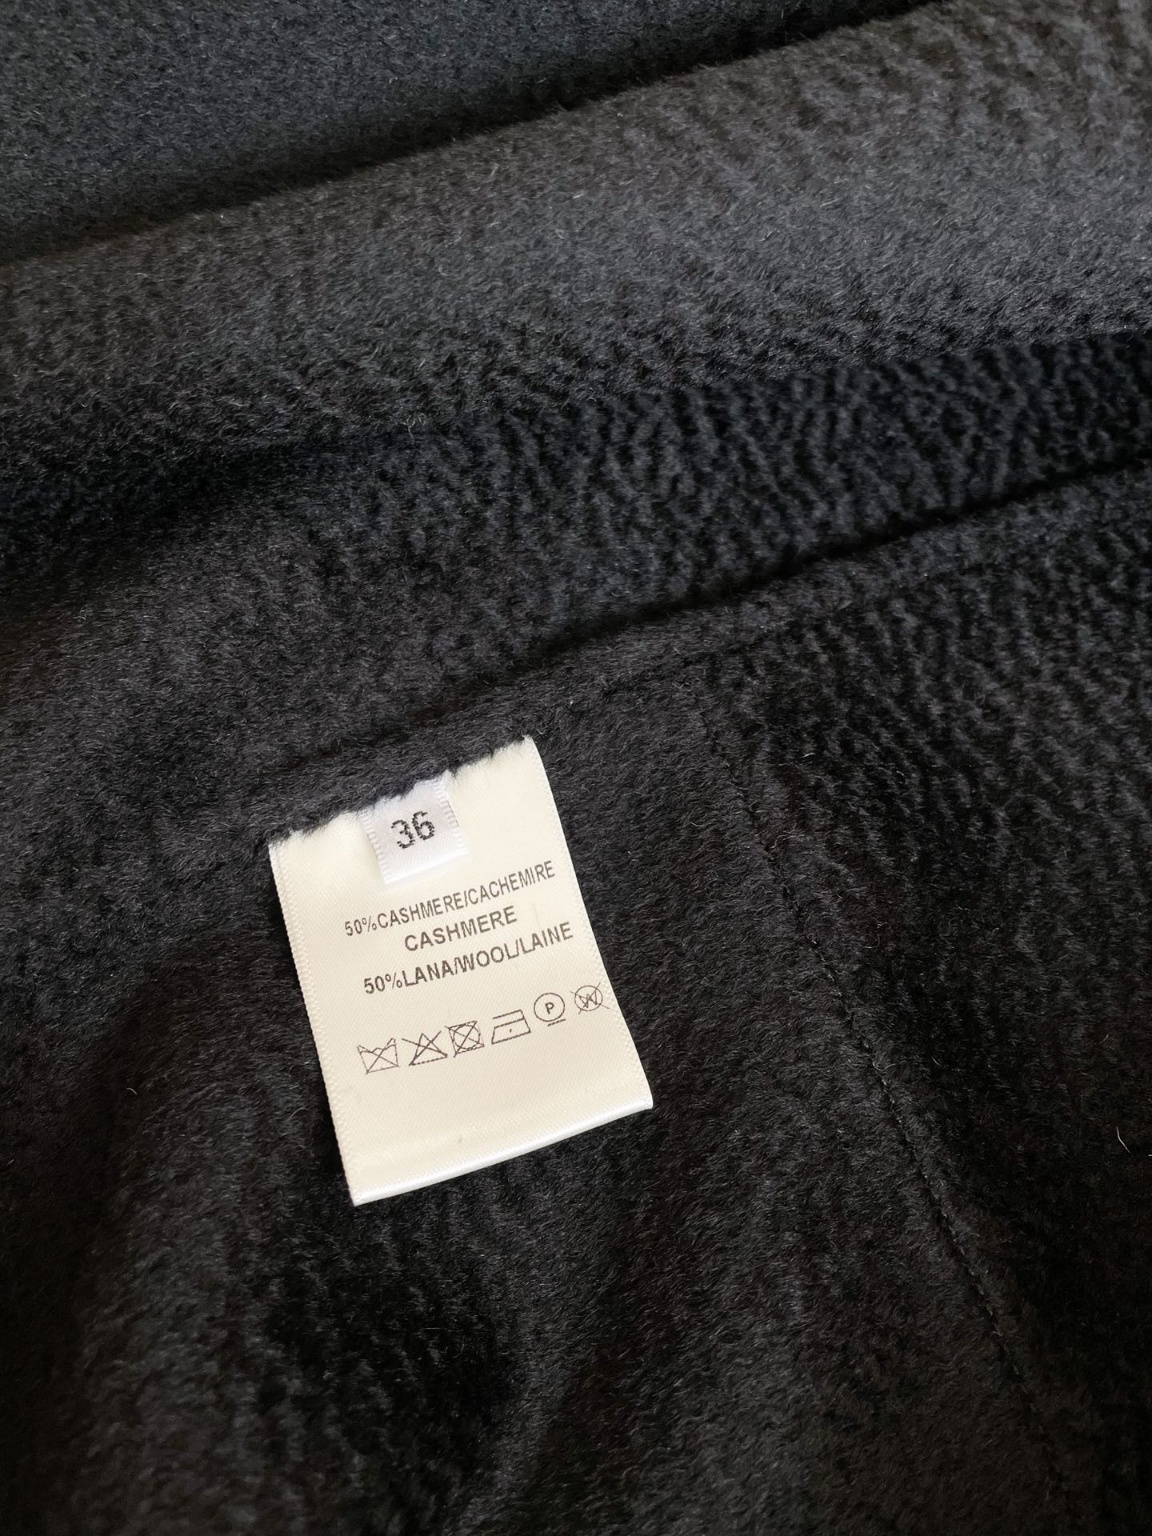 36
50%CASHMERE/CACHEMIRE
CASHMERE
50%LANA/WOOL/LAINE
P
W